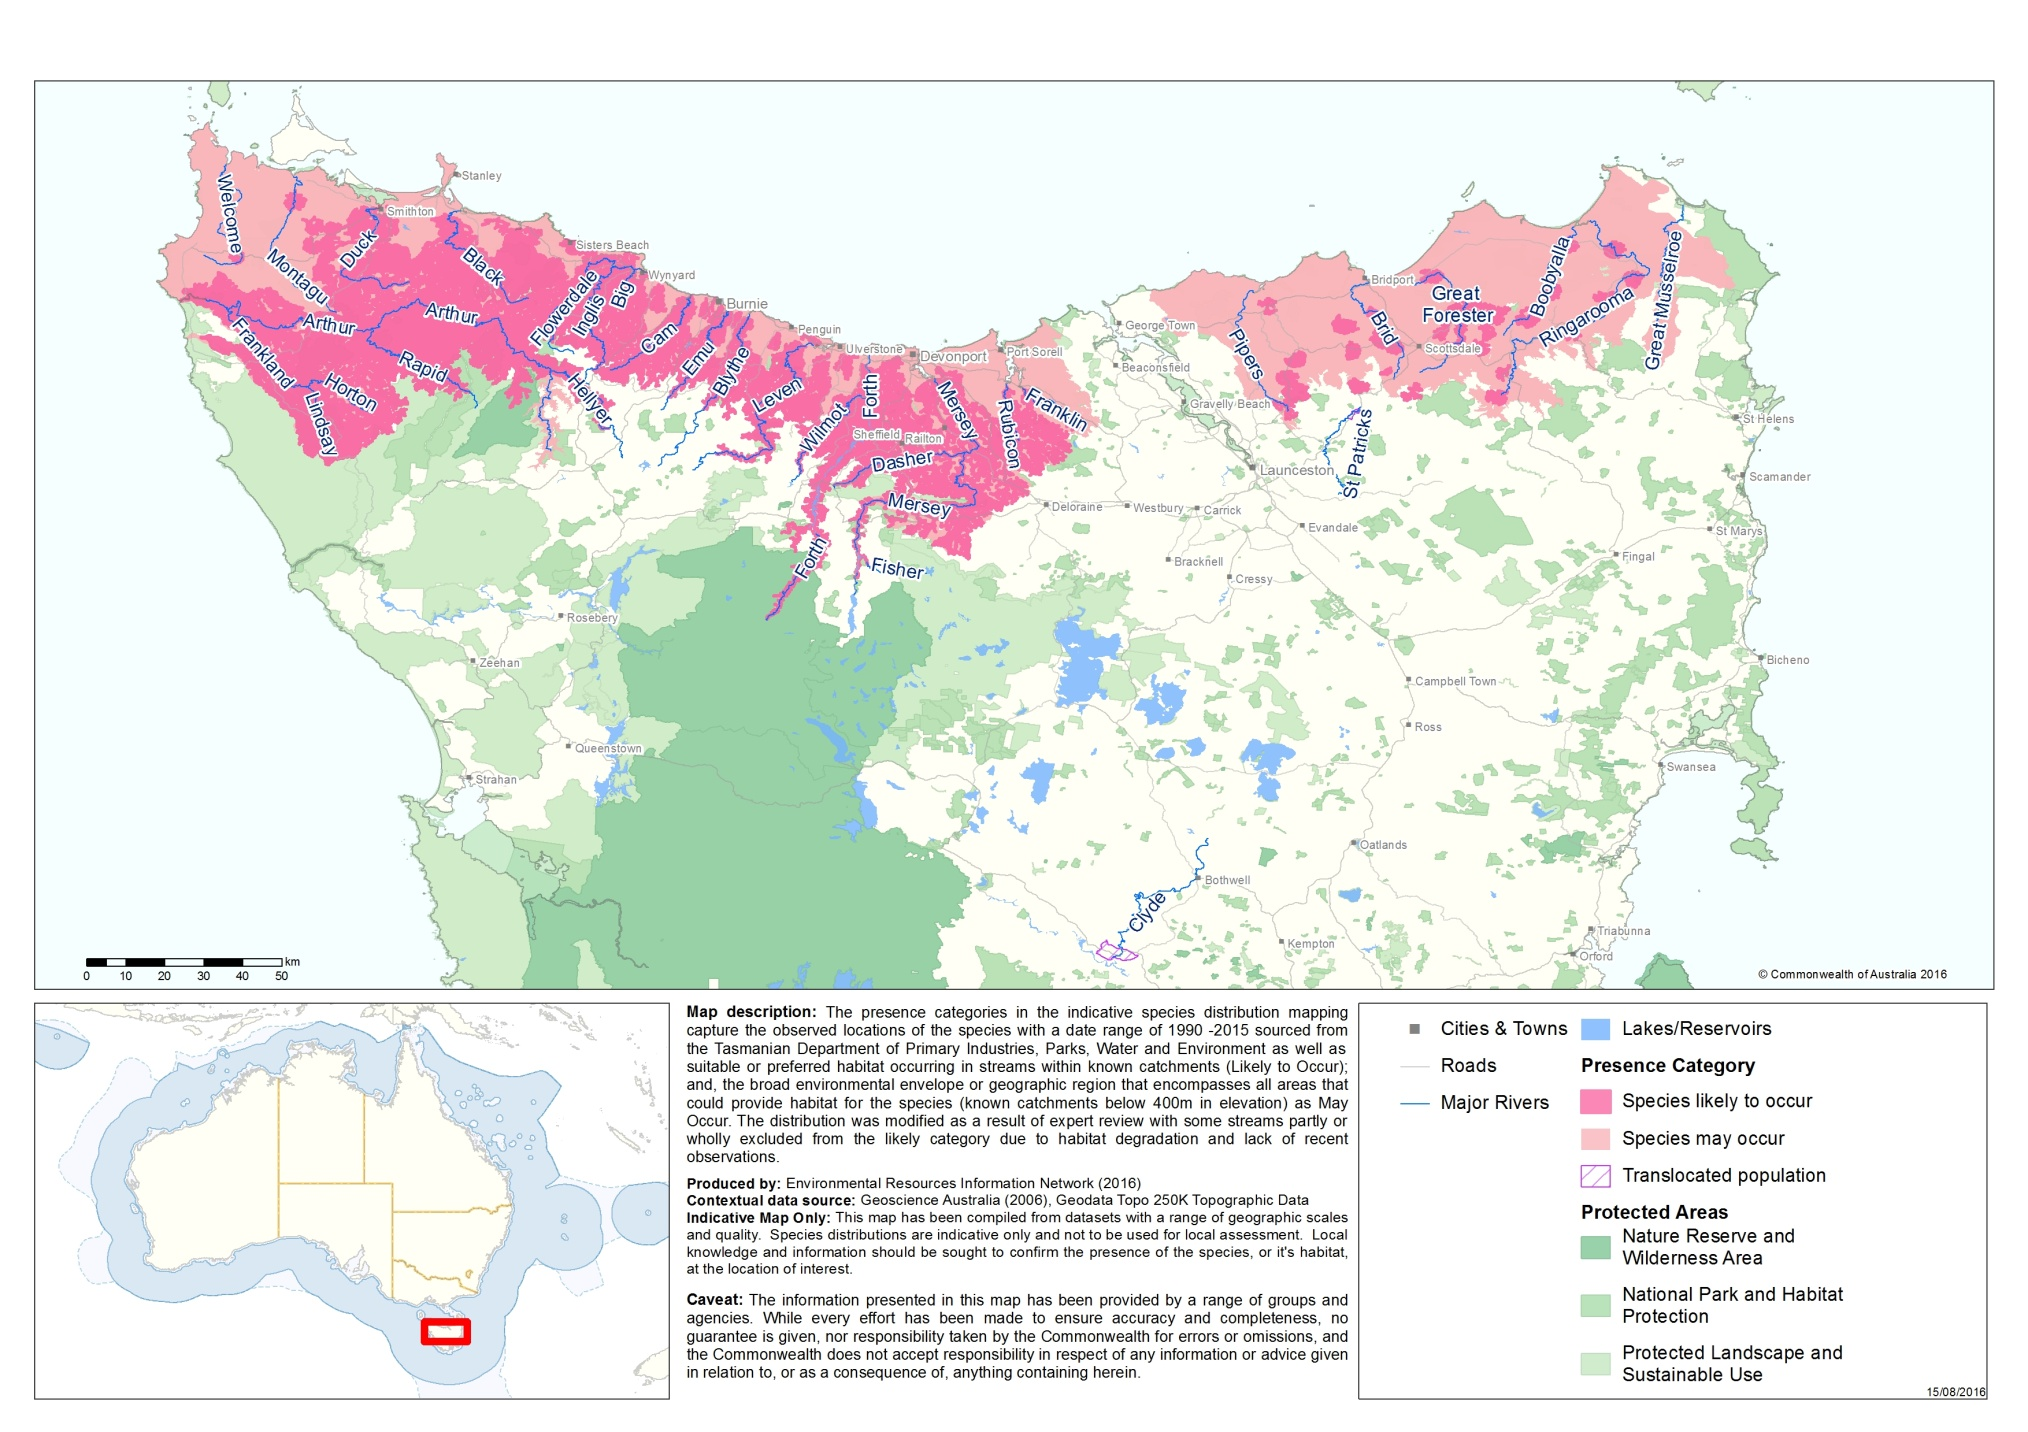 Stanley
Smithton
Welcome
Montagu
Duck
Black
Sisters Beach
Wynyard
Flowerdale
Inglis
Big
Burnie
Arthur
Arthur
Frankland
Horton
Lindsay
Rapid
Hellyer
Cam
Emu
Blythe
Penguin
Leven
Ulverstone
Wilmot
Forth
Devonport
Port Sorell
Mersey
Rubicon
Franklin
Sheffield
Railton
Dasher
Mersey
Forth
Fisher
George Town
Beaconsfield
Gravelly Beach
Launceston
Pipers
Bridport
Brid
Great
Forester
Scottsdale
Boobyalla
Ringarooma
Great Musselroe
St Patricks
St Helens
Scamander
St Marys
Fingal
Deloraine
Westbury
Carrick
Evandale
Bracknell
Cressy
Rosebery
Zeehan
Queenstown
Strahan
Campbell Town
Ross
Bicheno
Swansea
Oatlands
Bothwell
Clyde
Kempton
Triabunna
Orford
0 10 20 30 40 50 km
© Commonwealth of Australia 2016
Map description: The presence categories in the indicative species distribution mapping
capture the observed locations of the species with a date range of 1990 -2015 sourced from
the Tasmanian Department of Primary Industries, Parks, Water and Environment as well as
suitable or preferred habitat occurring in streams within known catchments (Likely to Occur);
and, the broad environmental envelope or geographic region that encompasses all areas that
could provide habitat for the species (known catchments below 400m in elevation) as May
Occur. The distribution was modified as a result of expert review with some streams partly or
wholly excluded from the likely category due to habitat degradation and lack of recent
observations.
Produced by: Environmental Resources Information Network (2016)
Contextual data source: Geoscience Australia (2006), Geodata Topo 250K Topographic Data
Indicative Map Only: This map has been compiled from datasets with a range of geographic scales
and quality. Species distributions are indicative only and not to be used for local assessment. Local
knowledge and information should be sought to confirm the presence of the species, or it's habitat,
at the location of interest.
Caveat: The information presented in this map has been provided by a range of groups and
agencies. While every effort has been made to ensure accuracy and completeness, no
guarantee is given, nor responsibility taken by the Commonwealth for errors or omissions, and
the Commonwealth does not accept responsibility in respect of any information or advice given
in relation to, or as a consequence of, anything containing herein.
Cities & Towns
Roads
Major Rivers
Lakes/Reservoirs
Presence Category
Species likely to occur
Species may occur
Translocated population
Protected Areas
Nature Reserve and
Wilderness Area
National Park and Habitat
Protection
Protected Landscape and
Sustainable Use
15/08/2016